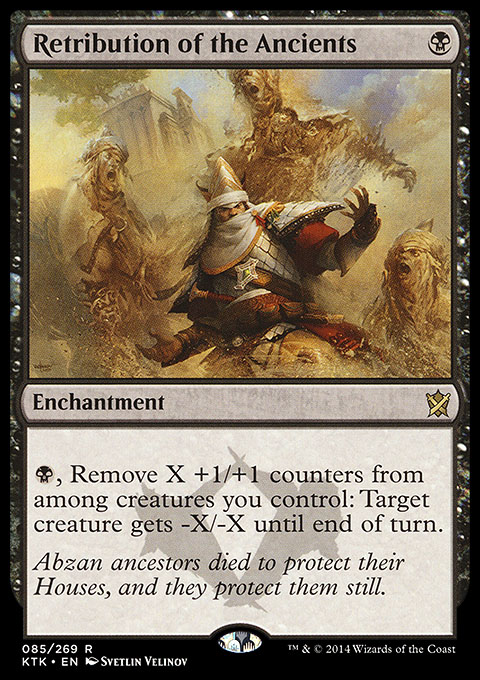 Retribution of the Ancients
Enchantment
, Remove X +1/+1 counters from
among creatures you control: Target
creature gets -X/-X until end of turn.
Abzan ancestors died to protect their
Houses, and they protect them still.
085/269 R
KTK • EN Svetlin Velinov
™ & © 2014 Wizards of the Coast